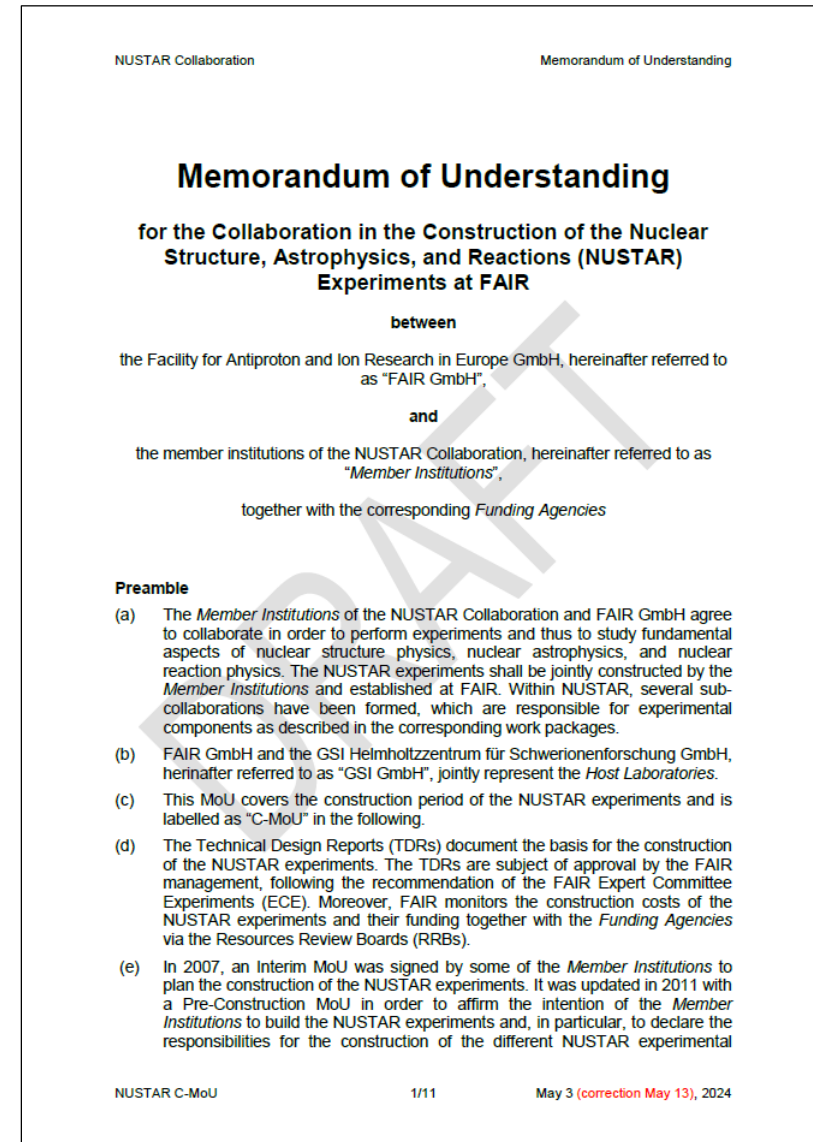 NUSTAR Collaboration Memorandum of Understanding
Memorandum of Understanding
for the Collaboration in the Construction of the Nuclear
Structure, Astrophysics, and Reactions (NUSTAR)
Experiments at FAIR
between
the Facility for Antiproton and Ion Research in Europe GmbH, hereinafter referred to
as “FAIR GmbH”,
and
the member institutions of the NUSTAR Collaboration, hereinafter referred to as
“Member Institutions”,
together with the corresponding Funding Agencies
DRAFT
Preamble
(a) The Member Institutions of the NUSTAR Collaboration and FAIR GmbH agree
to collaborate in order to perform experiments and thus to study fundamental
aspects of nuclear structure physics, nuclear astrophysics, and nuclear
reaction physics. The NUSTAR experiments shall be jointly constructed by the
Member Institutions and established at FAIR. Within NUSTAR, several sub-
collaborations have been formed, which are responsible for experimental
components as described in the corresponding work packages.
(b) FAIR GmbH and the GSI Helmholtzzentrum für Schwerionenforschung GmbH,
herinafter referred to as “GSI GmbH”, jointly represent the Host Laboratories.
(c) This MoU covers the construction period of the NUSTAR experiments and is
labelled as “C-MoU” in the following.
(d) The Technical Design Reports (TDRs) document the basis for the construction
of the NUSTAR experiments. The TDRs are subject of approval by the FAIR
management, following the recommendation of the FAIR Expert Committee
Experiments (ECE). Moreover, FAIR monitors the construction costs of the
NUSTAR experiments and their funding together with the Funding Agencies
via the Resources Review Boards (RRBs).
(e) In 2007, an Interim MoU was signed by some of the Member Institutions to
plan the construction of the NUSTAR experiments. It was updated in 2011 with
a Pre-Construction MoU in order to affirm the intention of the Member
Institutions to build the NUSTAR experiments and, in particular, to declare the
responsibilities for the construction of the different NUSTAR experimental
NUSTAR C-MoU 1/11 May 3 (correction May 13), 2024